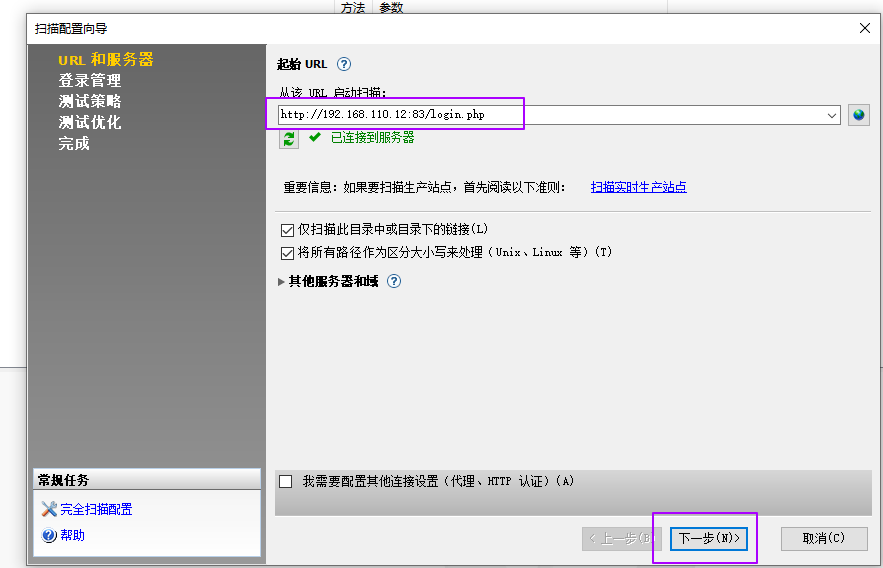 方法 参数
扫描配置向导
URL 和服务器
登录管理
测试策略
测试优化
完成
起始 URL
从该 URL 启动扫描:
http://192.168.110.12:83/login.php
已连接到服务器
重要信息: 如果要扫描生产站点,首先阅读以下准则: 扫描实时生产站点
仅扫描此目录中或目录下的链接(L)
将所有路径作为区分大小写来处理(Unix、Linux 等)(T)
其他服务器和域
常规任务
完全扫描配置
帮助
我需要配置其他连接设置(代理、HTTP 认证)(A)
< 上一步(B
下一步(N)>
取消(C)